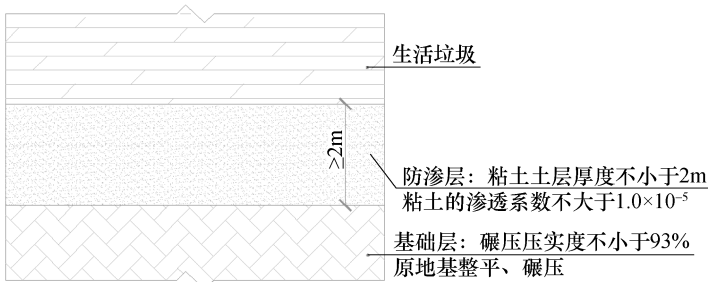 生活垃圾
≥2m
防渗层：粘土土层厚度不小于2m
粘土的渗透系数不大于1.0×10⁻⁵
基础层：碾压压实度不小于93%
原地基整平、碾压